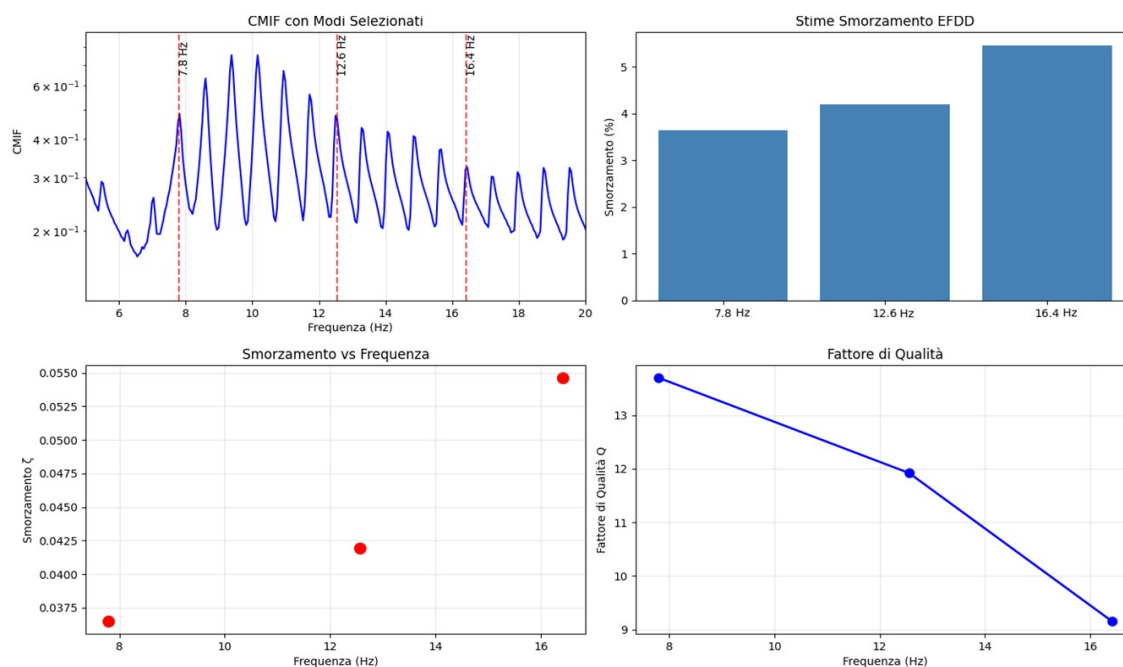 CMIF con Modi Selezionati
CMIF
6 × 10⁻¹
4 × 10⁻¹
3 × 10⁻¹
2 × 10⁻¹
7.8 Hz
12.6 Hz
16.4 Hz
6 8 10 12 14 16 18 20
Frequenza (Hz)
Stime Smorzamento EFDD
Smorzamento (%)
5
4
3
2
1
0
7.8 Hz 12.6 Hz 16.4 Hz
Smorzamento vs Frequenza
Smorzamento ζ
0.0550
0.0525
0.0500
0.0475
0.0450
0.0425
0.0400
0.0375
8 10 12 14 16
Frequenza (Hz)
Fattore di Qualità
Fattore di Qualità Q
13
12
11
10
9
8 10 12 14 16
Frequenza (Hz)